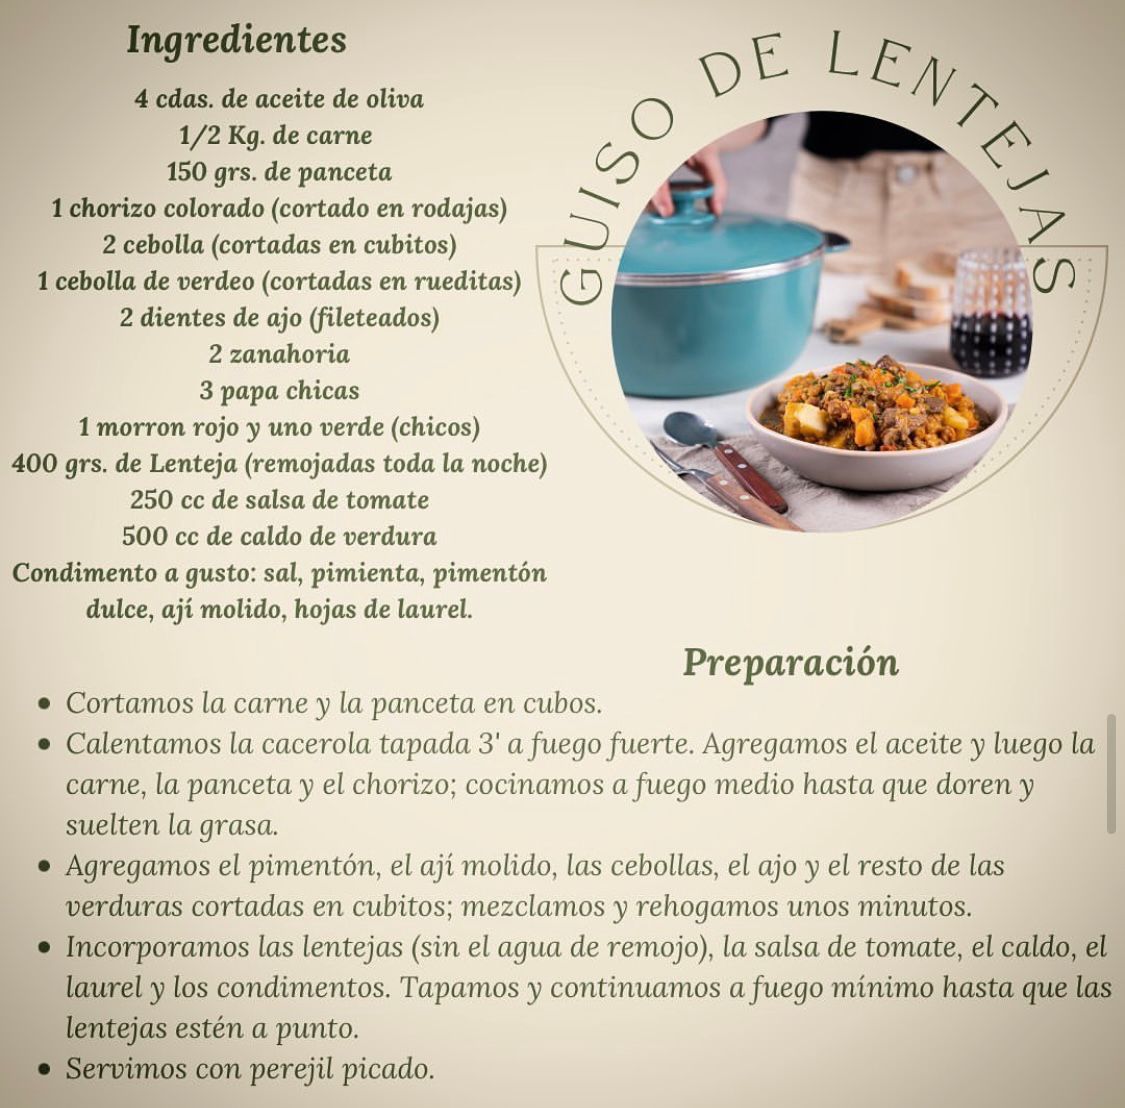 Ingredientes
4 cdas. de aceite de oliva
1/2 Kg. de carne
150 grs. de panceta
1 chorizo colorado (cortado en rodajas)
2 cebolla (cortadas en cubitos)
1 cebolla de verdeo (cortadas en rueditas)
2 dientes de ajo (fileteados)
2 zanahoria
3 papa chicas
1 morron rojo y uno verde (chicos)
400 grs. de Lenteja (remojadas toda la noche)
250 cc de salsa de tomate
500 cc de caldo de verdura
Condimento a gusto: sal, pimienta, pimentón
dulce, ají molido, hojas de laurel.
GUISO DE LENTEJAS
Preparación
• Cortamos la carne y la panceta en cubos.
• Calentamos la cacerola tapada 3' a fuego fuerte. Agregamos el aceite y luego la
carne, la panceta y el chorizo; cocinamos a fuego medio hasta que doren y
suelten la grasa.
• Agregamos el pimentón, el ají molido, las cebollas, el ajo y el resto de las
verduras cortadas en cubitos; mezclamos y rehogamos unos minutos.
• Incorporamos las lentejas (sin el agua de remojo), la salsa de tomate, el caldo, el
laurel y los condimentos. Tapamos y continuamos a fuego mínimo hasta que las
lentejas estén a punto.
• Servimos con perejil picado.